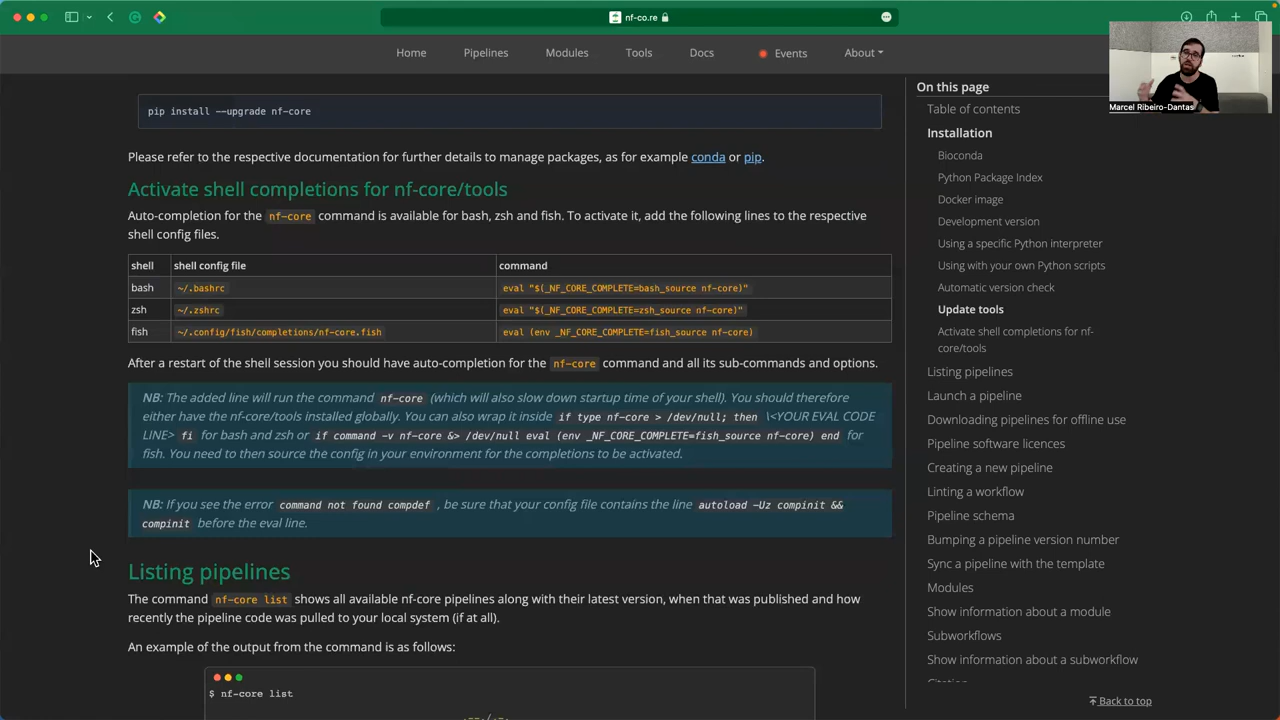 nf-co.re
Home Pipelines Modules Tools Docs Events About
Marcel Ribeiro-Dantas
pip install --upgrade nf-core
Please refer to the respective documentation for further details to manage packages, as for example conda or pip.
Activate shell completions for nf-core/tools
Auto-completion for the nf-core command is available for bash, zsh and fish. To activate it, add the following lines to the respective
shell config files.
shell shell config file command
bash ~/.bashrc eval "$(_NF_CORE_COMPLETE=bash_source nf-core)"
zsh ~/.zshrc eval "$(_NF_CORE_COMPLETE=zsh_source nf-core)"
fish ~/.config/fish/completions/nf-core.fish eval (env _NF_CORE_COMPLETE=fish_source nf-core)
After a restart of the shell session you should have auto-completion for the nf-core command and all its sub-commands and options.
NB: The added line will run the command nf-core (which will also slow down startup time of your shell). You should therefore
either have the nf-core/tools installed globally. You can also wrap it inside if type nf-core > /dev/null; then \<YOUR EVAL CODE
LINE> fi for bash and zsh or if command -v nf-core &> /dev/null eval (env _NF_CORE_COMPLETE=fish_source nf-core) end for
fish. You need to then source the config in your environment for the completions to be activated.
NB: If you see the error command not found compdef , be sure that your config file contains the line autoload -Uz compinit &&
compinit before the eval line.
Listing pipelines
The command nf-core list shows all available nf-core pipelines along with their latest version, when that was published and how
recently the pipeline code was pulled to your local system (if at all).
An example of the output from the command is as follows:
$ nf-core list
On this page
Table of contents
Installation
Bioconda
Python Package Index
Docker image
Development version
Using a specific Python interpreter
Using with your own Python scripts
Automatic version check
Update tools
Activate shell completions for nf-
core/tools
Listing pipelines
Launch a pipeline
Downloading pipelines for offline use
Pipeline software licences
Creating a new pipeline
Linting a workflow
Pipeline schema
Bumping a pipeline version number
Sync a pipeline with the template
Modules
Show information about a module
Subworkflows
Show information about a subworkflow
Back to top